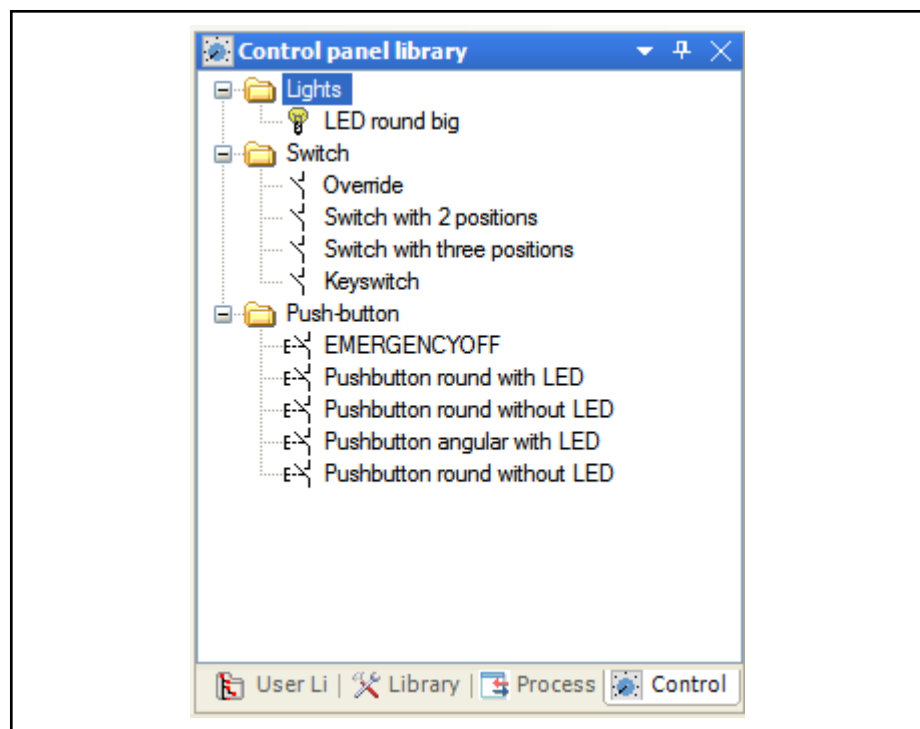 Control panel library
Lights
LED round big
Switch
Override
Switch with 2 positions
Switch with three positions
Keyswitch
Push-button
EMERGENCYOFF
Pushbutton round with LED
Pushbutton round without LED
Pushbutton angular with LED
Pushbutton round without LED
User Li | Library | Process Control